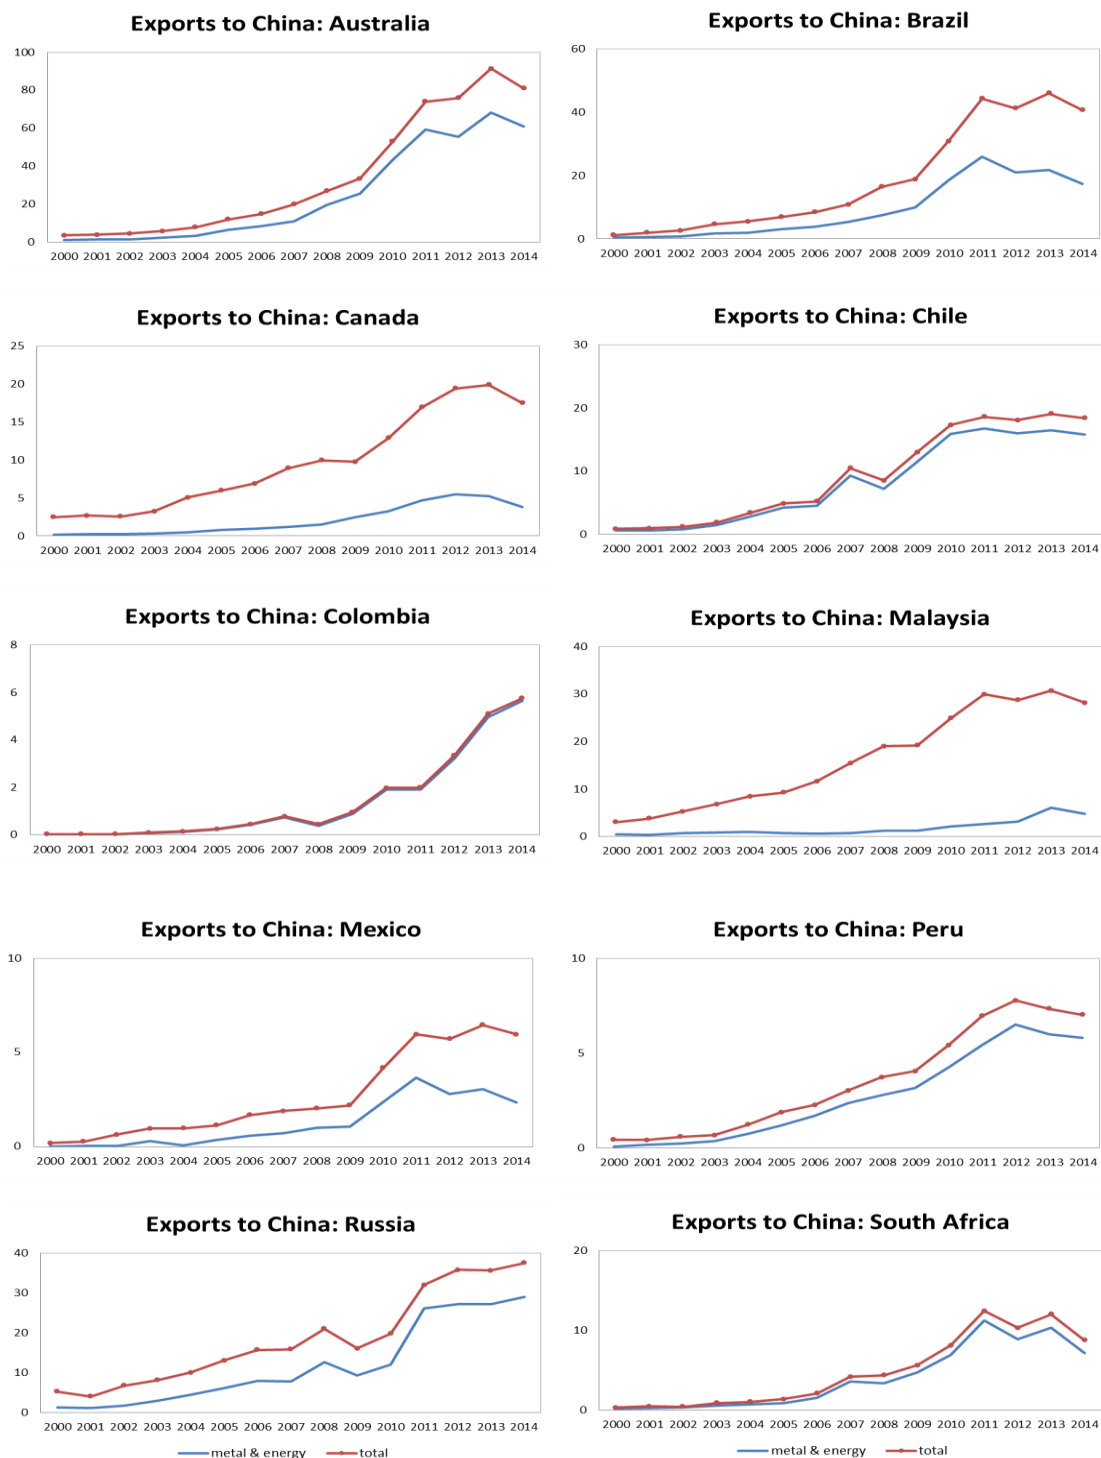 Exports to China: Australia
100
80
60
40
20
0
2000 2001 2002 2003 2004 2005 2006 2007 2008 2009 2010 2011 2012 2013 2014
Exports to China: Brazil
60
40
20
0
2000 2001 2002 2003 2004 2005 2006 2007 2008 2009 2010 2011 2012 2013 2014
Exports to China: Canada
25
20
15
10
5
0
2000 2001 2002 2003 2004 2005 2006 2007 2008 2009 2010 2011 2012 2013 2014
Exports to China: Chile
30
20
10
0
2000 2001 2002 2003 2004 2005 2006 2007 2008 2009 2010 2011 2012 2013 2014
Exports to China: Colombia
8
6
4
2
0
2000 2001 2002 2003 2004 2005 2006 2007 2008 2009 2010 2011 2012 2013 2014
Exports to China: Malaysia
40
30
20
10
0
2000 2001 2002 2003 2004 2005 2006 2007 2008 2009 2010 2011 2012 2013 2014
Exports to China: Mexico
10
5
0
2000 2001 2002 2003 2004 2005 2006 2007 2008 2009 2010 2011 2012 2013 2014
Exports to China: Peru
10
5
0
2000 2001 2002 2003 2004 2005 2006 2007 2008 2009 2010 2011 2012 2013 2014
Exports to China: Russia
40
30
20
10
0
2000 2001 2002 2003 2004 2005 2006 2007 2008 2009 2010 2011 2012 2013 2014
metal & energy total
Exports to China: South Africa
20
10
0
2000 2001 2002 2003 2004 2005 2006 2007 2008 2009 2010 2011 2012 2013 2014
metal & energy total